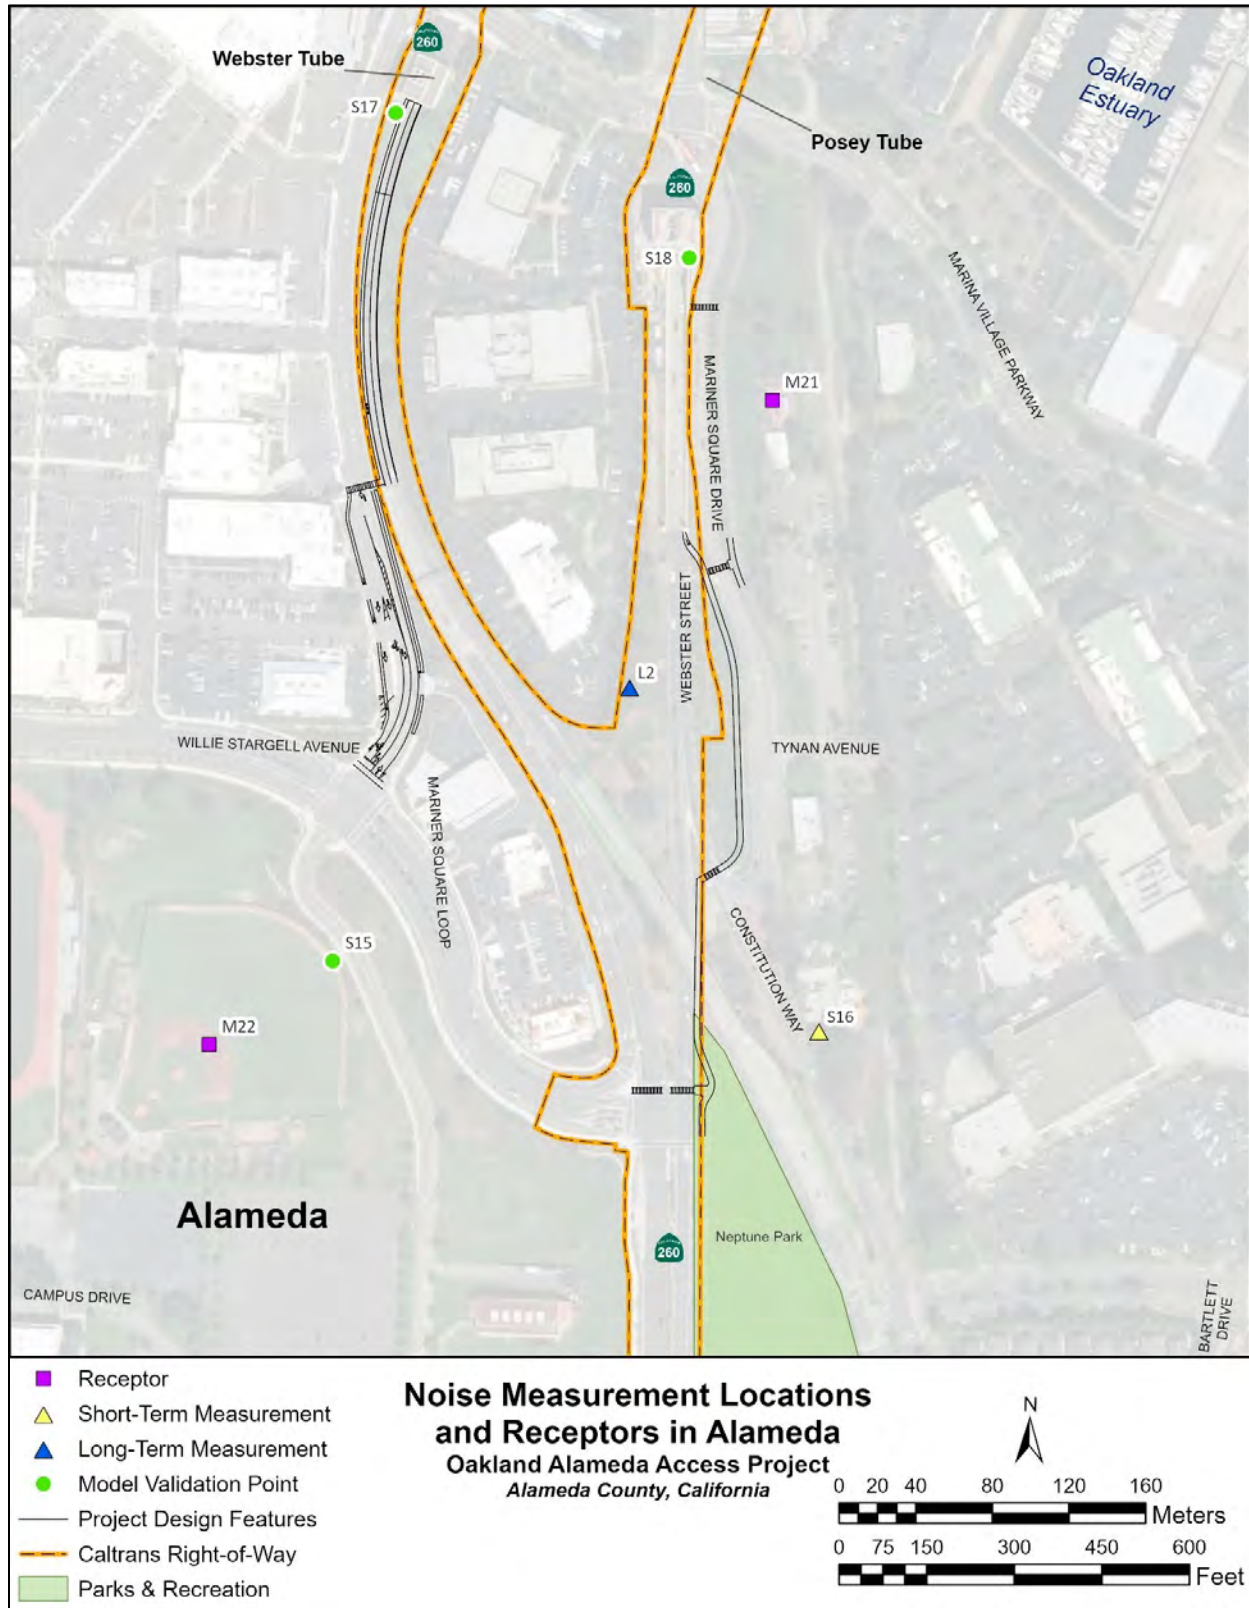 260
Webster Tube
S17
Oakland
Estuary
Posey Tube
260
S18
MARINA VILLAGE PARKWAY
MARINER SQUARE DRIVE
M21
WEBSTER STREET
L2
WILLIE STARGELL AVENUE
TYNAN AVENUE
MARINER SQUARE LOOP
S15
CONSTITUTION WAY
S16
M22
Alameda
Neptune Park
260
CAMPUS DRIVE
BARTLETT
DRIVE
Receptor
Short-Term Measurement
Long-Term Measurement
Model Validation Point
Project Design Features
Caltrans Right-of-Way
Parks & Recreation
Noise Measurement Locations
and Receptors in Alameda
Oakland Alameda Access Project
Alameda County, California
N
0 20 40 80 120 160
Meters
0 75 150 300 450 600
Feet